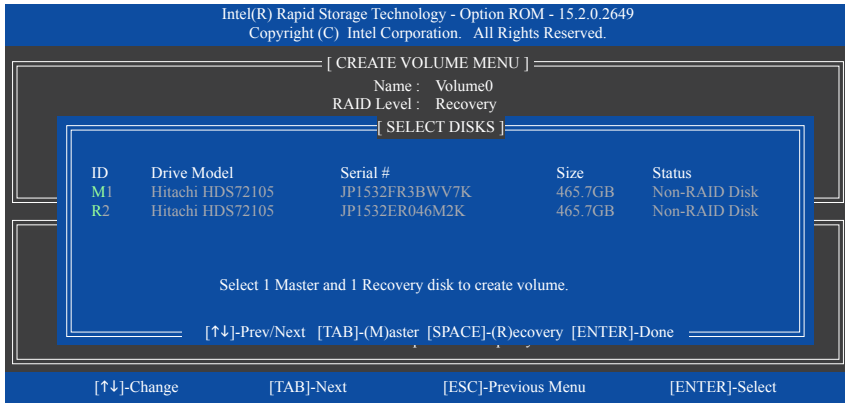 Intel(R) Rapid Storage Technology - Option ROM - 15.2.0.2649
Copyright (C) Intel Corporation. All Rights Reserved.
[ CREATE VOLUME MENU ]
Name : Volume0
RAID Level : Recovery
[ SELECT DISKS ]
ID Drive Model Serial # Size Status
M1 Hitachi HDS72105 JP1532FR3BWV7K 465.7GB Non-RAID Disk
R2 Hitachi HDS72105 JP1532ER046M2K 465.7GB Non-RAID Disk
Select 1 Master and 1 Recovery disk to create volume.
[↑↓]-Prev/Next [TAB]-(M)aster [SPACE]-(R)ecovery [ENTER]-Done
[↑↓]-Change [TAB]-Next [ESC]-Previous Menu [ENTER]-Select